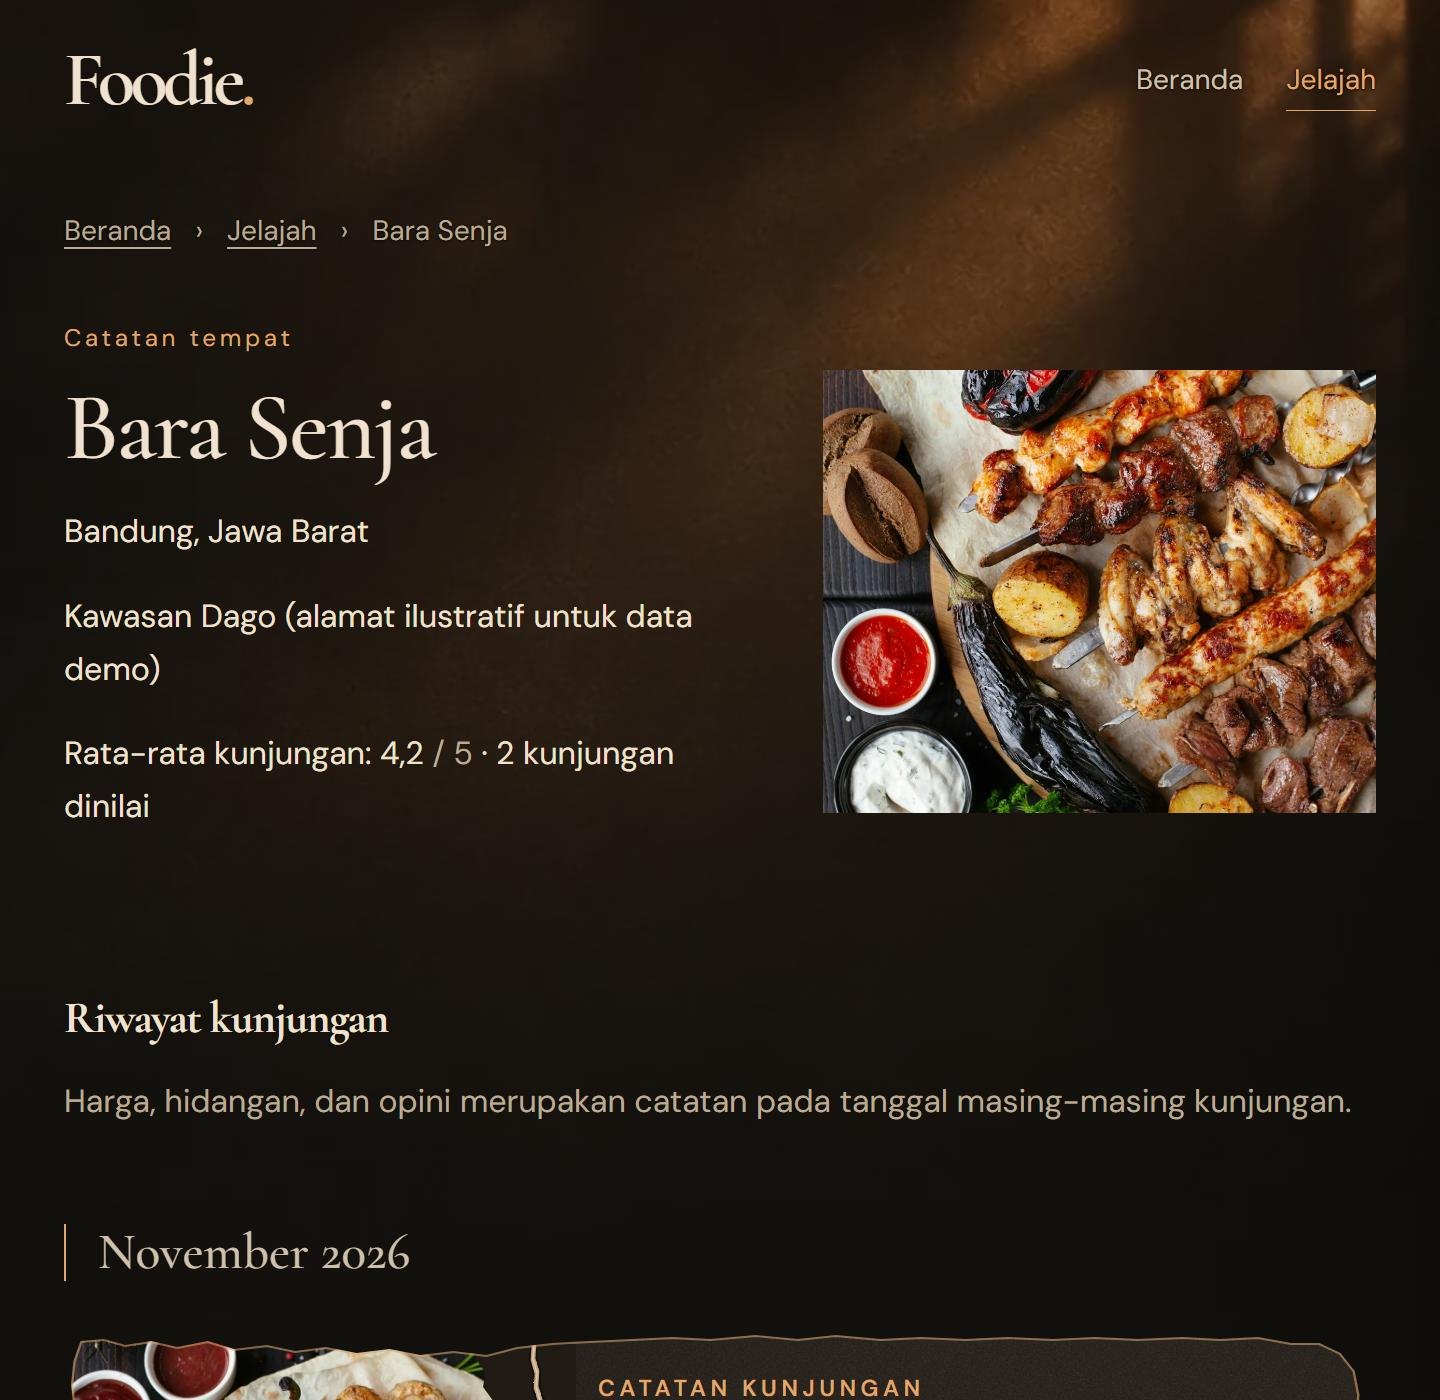 Foodie.
Beranda
Jelajah
Beranda › Jelajah › Bara Senja
Catatan tempat
Bara Senja
Bandung, Jawa Barat
Kawasan Dago (alamat ilustratif untuk data
demo)
Rata-rata kunjungan: 4,2 / 5 · 2 kunjungan
dinilai
Riwayat kunjungan
Harga, hidangan, dan opini merupakan catatan pada tanggal masing-masing kunjungan.
November 2026
CATATAN KUNJUNGAN